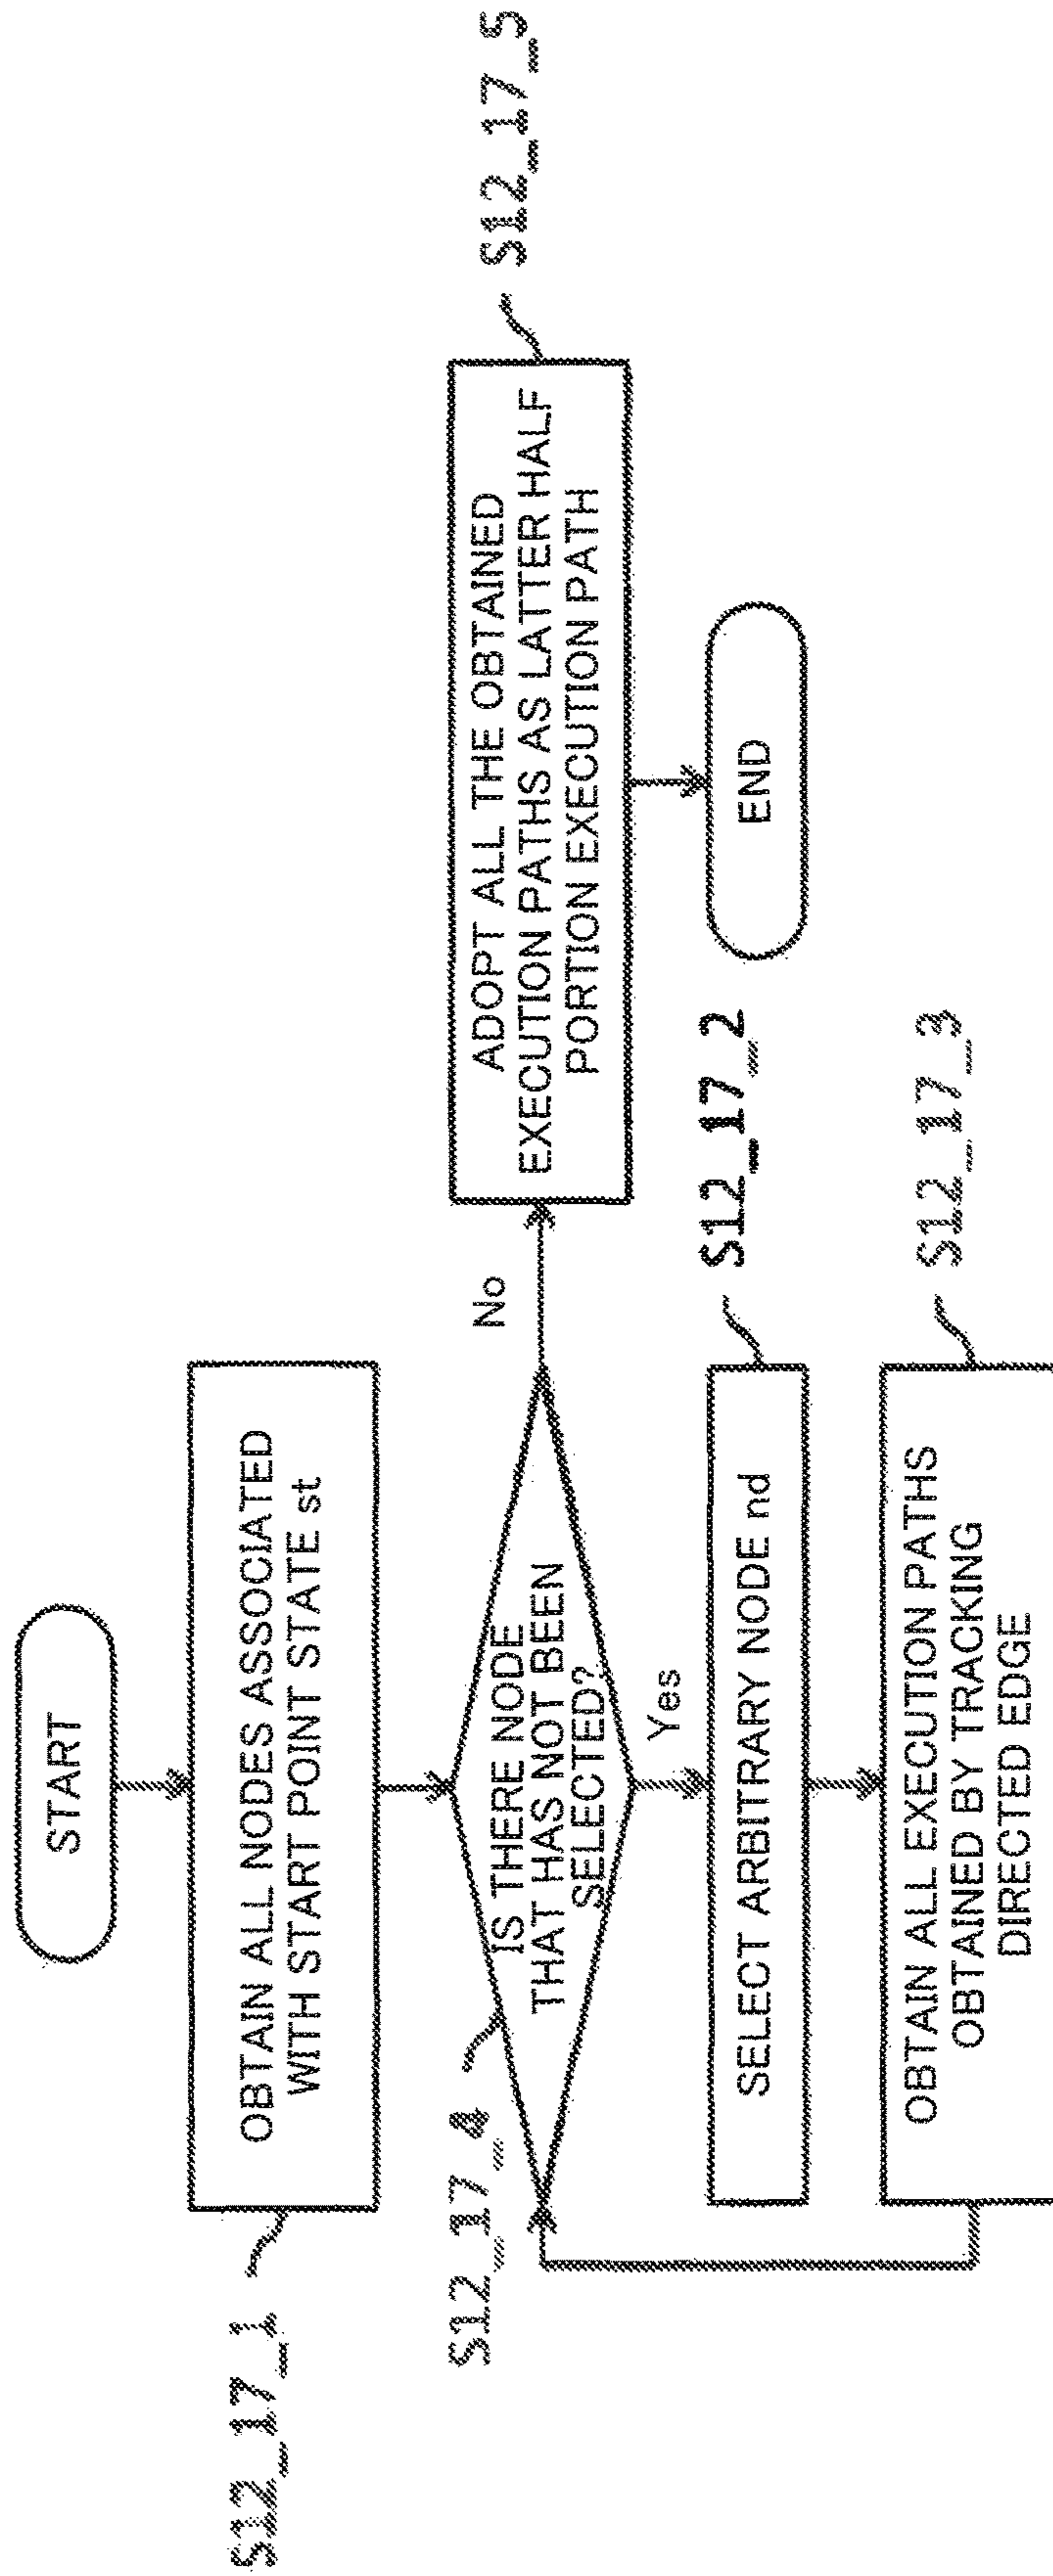 START
S12_17_1
OBTAIN ALL NODES ASSOCIATED
WITH START POINT STATE st
S12_17_4
IS THERE NODE
THAT HAS NOT BEEN
SELECTED?
No
Yes
ADOPT ALL THE OBTAINED
EXECUTION PATHS AS LATTER HALF
PORTION EXECUTION PATH
S12_17_5
SELECT ARBITRARY NODE nd
S12_17_2
END
OBTAIN ALL EXECUTION PATHS
OBTAINED BY TRACKING
DIRECTED EDGE
S12_17_3